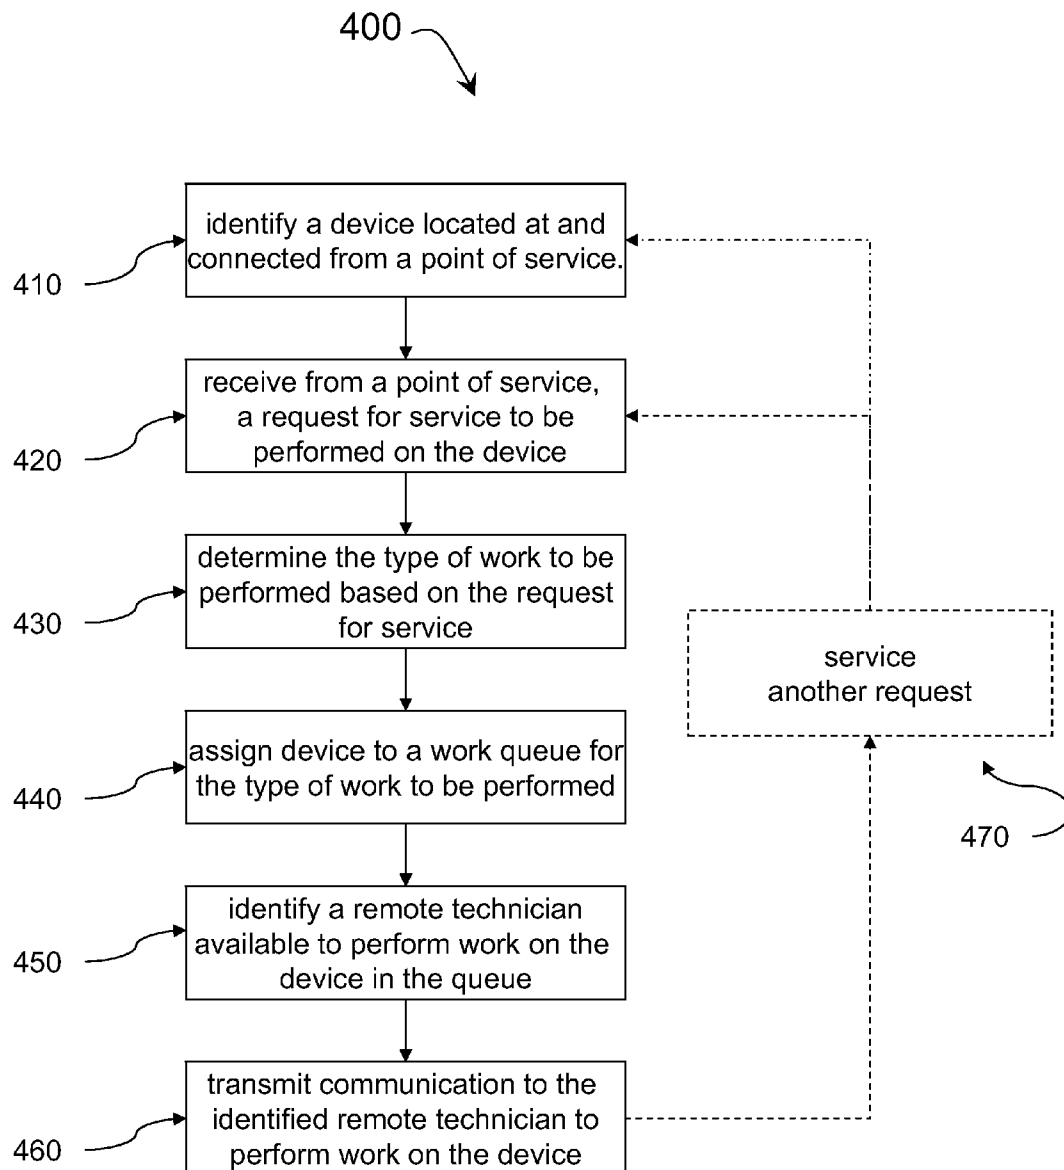 400
identify a device located at and
connected from a point of service.
410
receive from a point of service,
a request for service to be
performed on the device
420
determine the type of work to be
performed based on the request
for service
430
service
another request
470
assign device to a work queue for
the type of work to be performed
440
identify a remote technician
available to perform work on the
device in the queue
450
transmit communication to the
identified remote technician to
perform work on the device
460